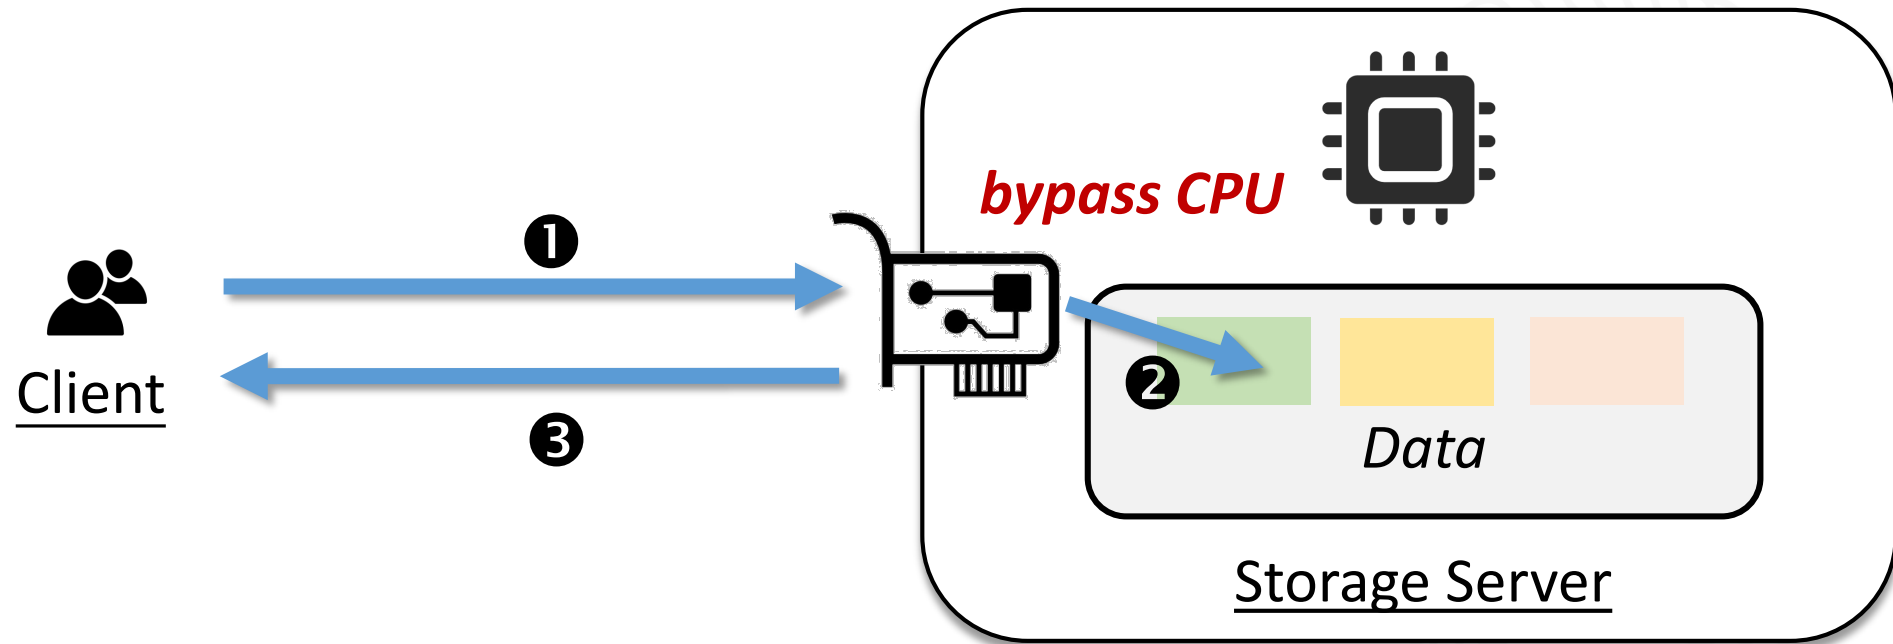 bypass CPU
❶
Client
❷
❸
Data
Storage Server